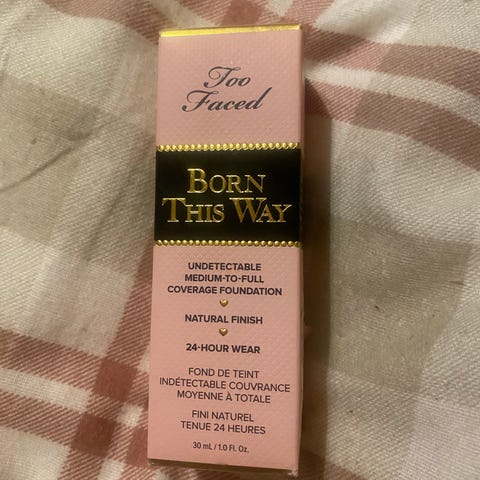 Too
Faced
BORN
THIS WAY
UNDETECTABLE
MEDIUM-TO-FULL
COVERAGE FOUNDATION
NATURAL FINISH
24-HOUR WEAR
FOND DE TEINT
INDÉTECTABLE COUVRANCE
MOYENNE À TOTALE
FINI NATUREL
TENUE 24 HEURES
30 mL / 1.0 Fl. Oz.